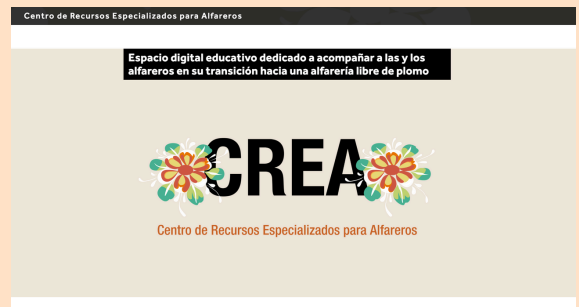 Centro de Recursos Especializados para Alfareros
Espacio digital educativo dedicado a acompañar a las y los
alfareros en su transición hacia una alfarería libre de plomo
CREA
Centro de Recursos Especializados para Alfareros